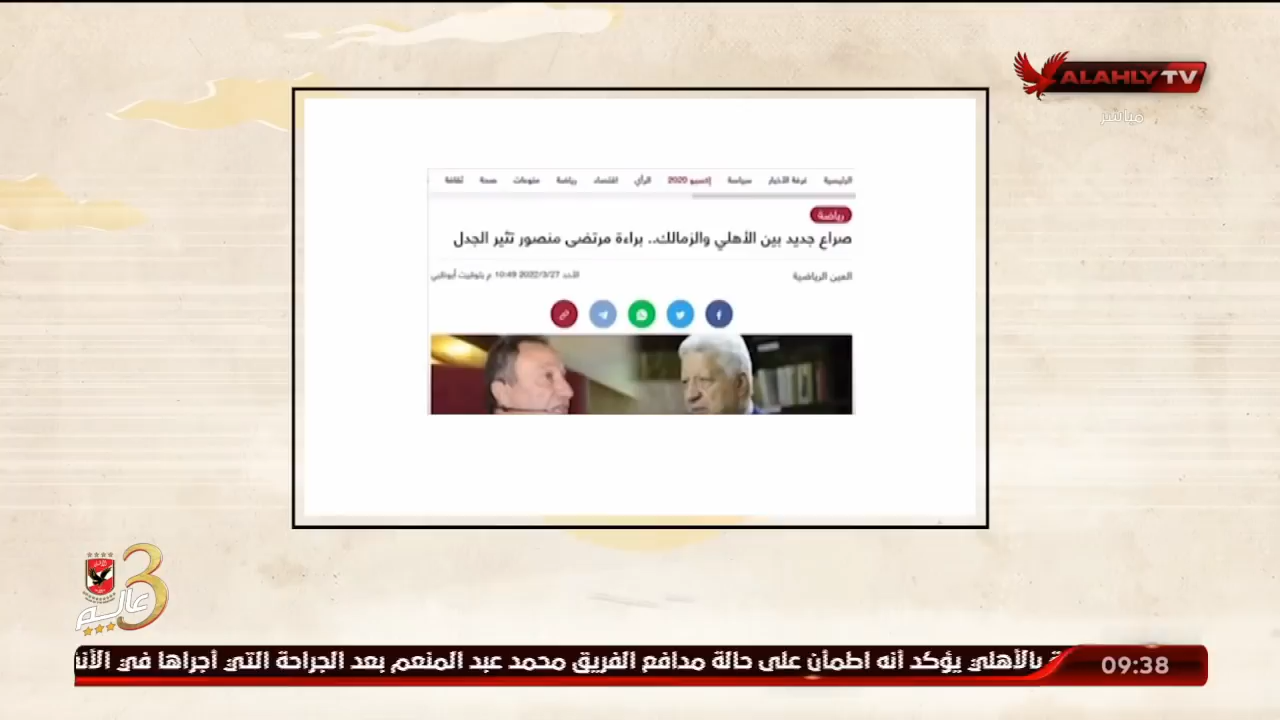 ALAHLY TV
مباشر
الرئيسية غرفة الأخبار سياسة إكسبو 2020 الرأي اقتصاد رياضة منوعات صحة ثقافة
رياضة
صراع جديد بين الأهلي والزمالك.. براءة مرتضى منصور تثير الجدل
العين الرياضية
الأحد 2022/3/27 10:49 م بتوقيت أبوظبي
3
عالم
بالأهلي يؤكد أنه اطمأن على حالة مدافع الفريق محمد عبد المنعم بعد الجراحة التي أجراها في
09:38